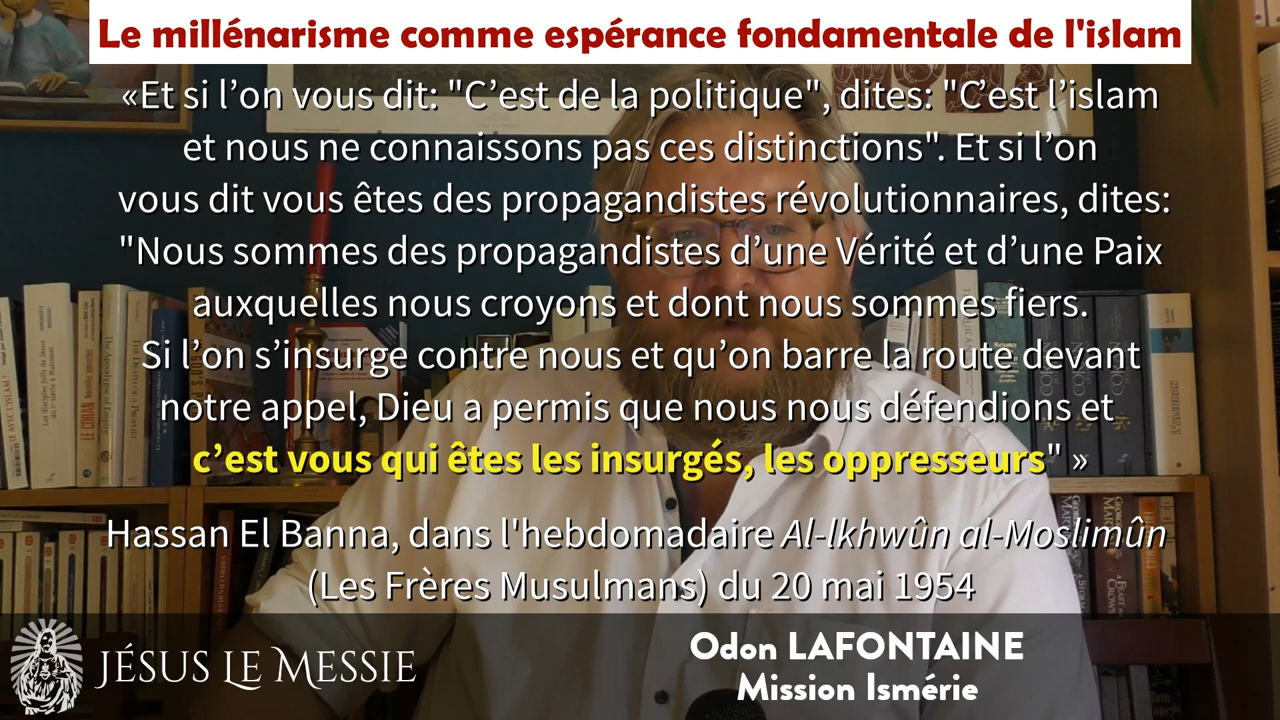 Le millénarisme comme espérance fondamentale de l'islam
«Et si l’on vous dit: "C’est de la politique", dites: "C’est l’islam
et nous ne connaissons pas ces distinctions". Et si l’on
vous dit vous êtes des propagandistes révolutionnaires, dites:
"Nous sommes des propagandistes d’une Vérité et d’une Paix
auxquelles nous croyons et dont nous sommes fiers.
Si l’on s’insurge contre nous et qu’on barre la route devant
notre appel, Dieu a permis que nous nous défendions et
c’est vous qui êtes les insurgés, les oppresseurs" »
Hassan El Banna, dans l'hebdomadaire Al-lkhwûn al-Moslimûn
(Les Frères Musulmans) du 20 mai 1954
JÉSUS LE MESSIE
Odon LAFONTAINE
Mission Ismérie
LE CORAN